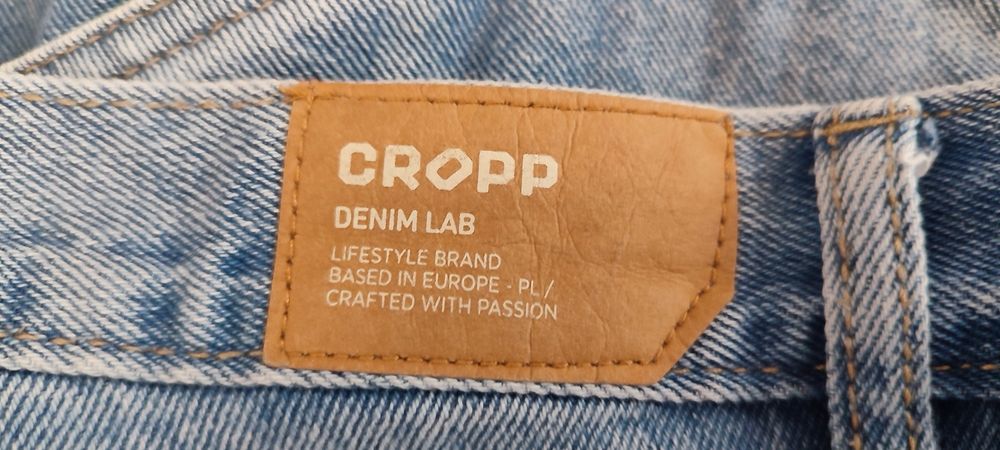 CROPP
DENIM LAB
LIFESTYLE BRAND
BASED IN EUROPE - PL /
CRAFTED WITH PASSION